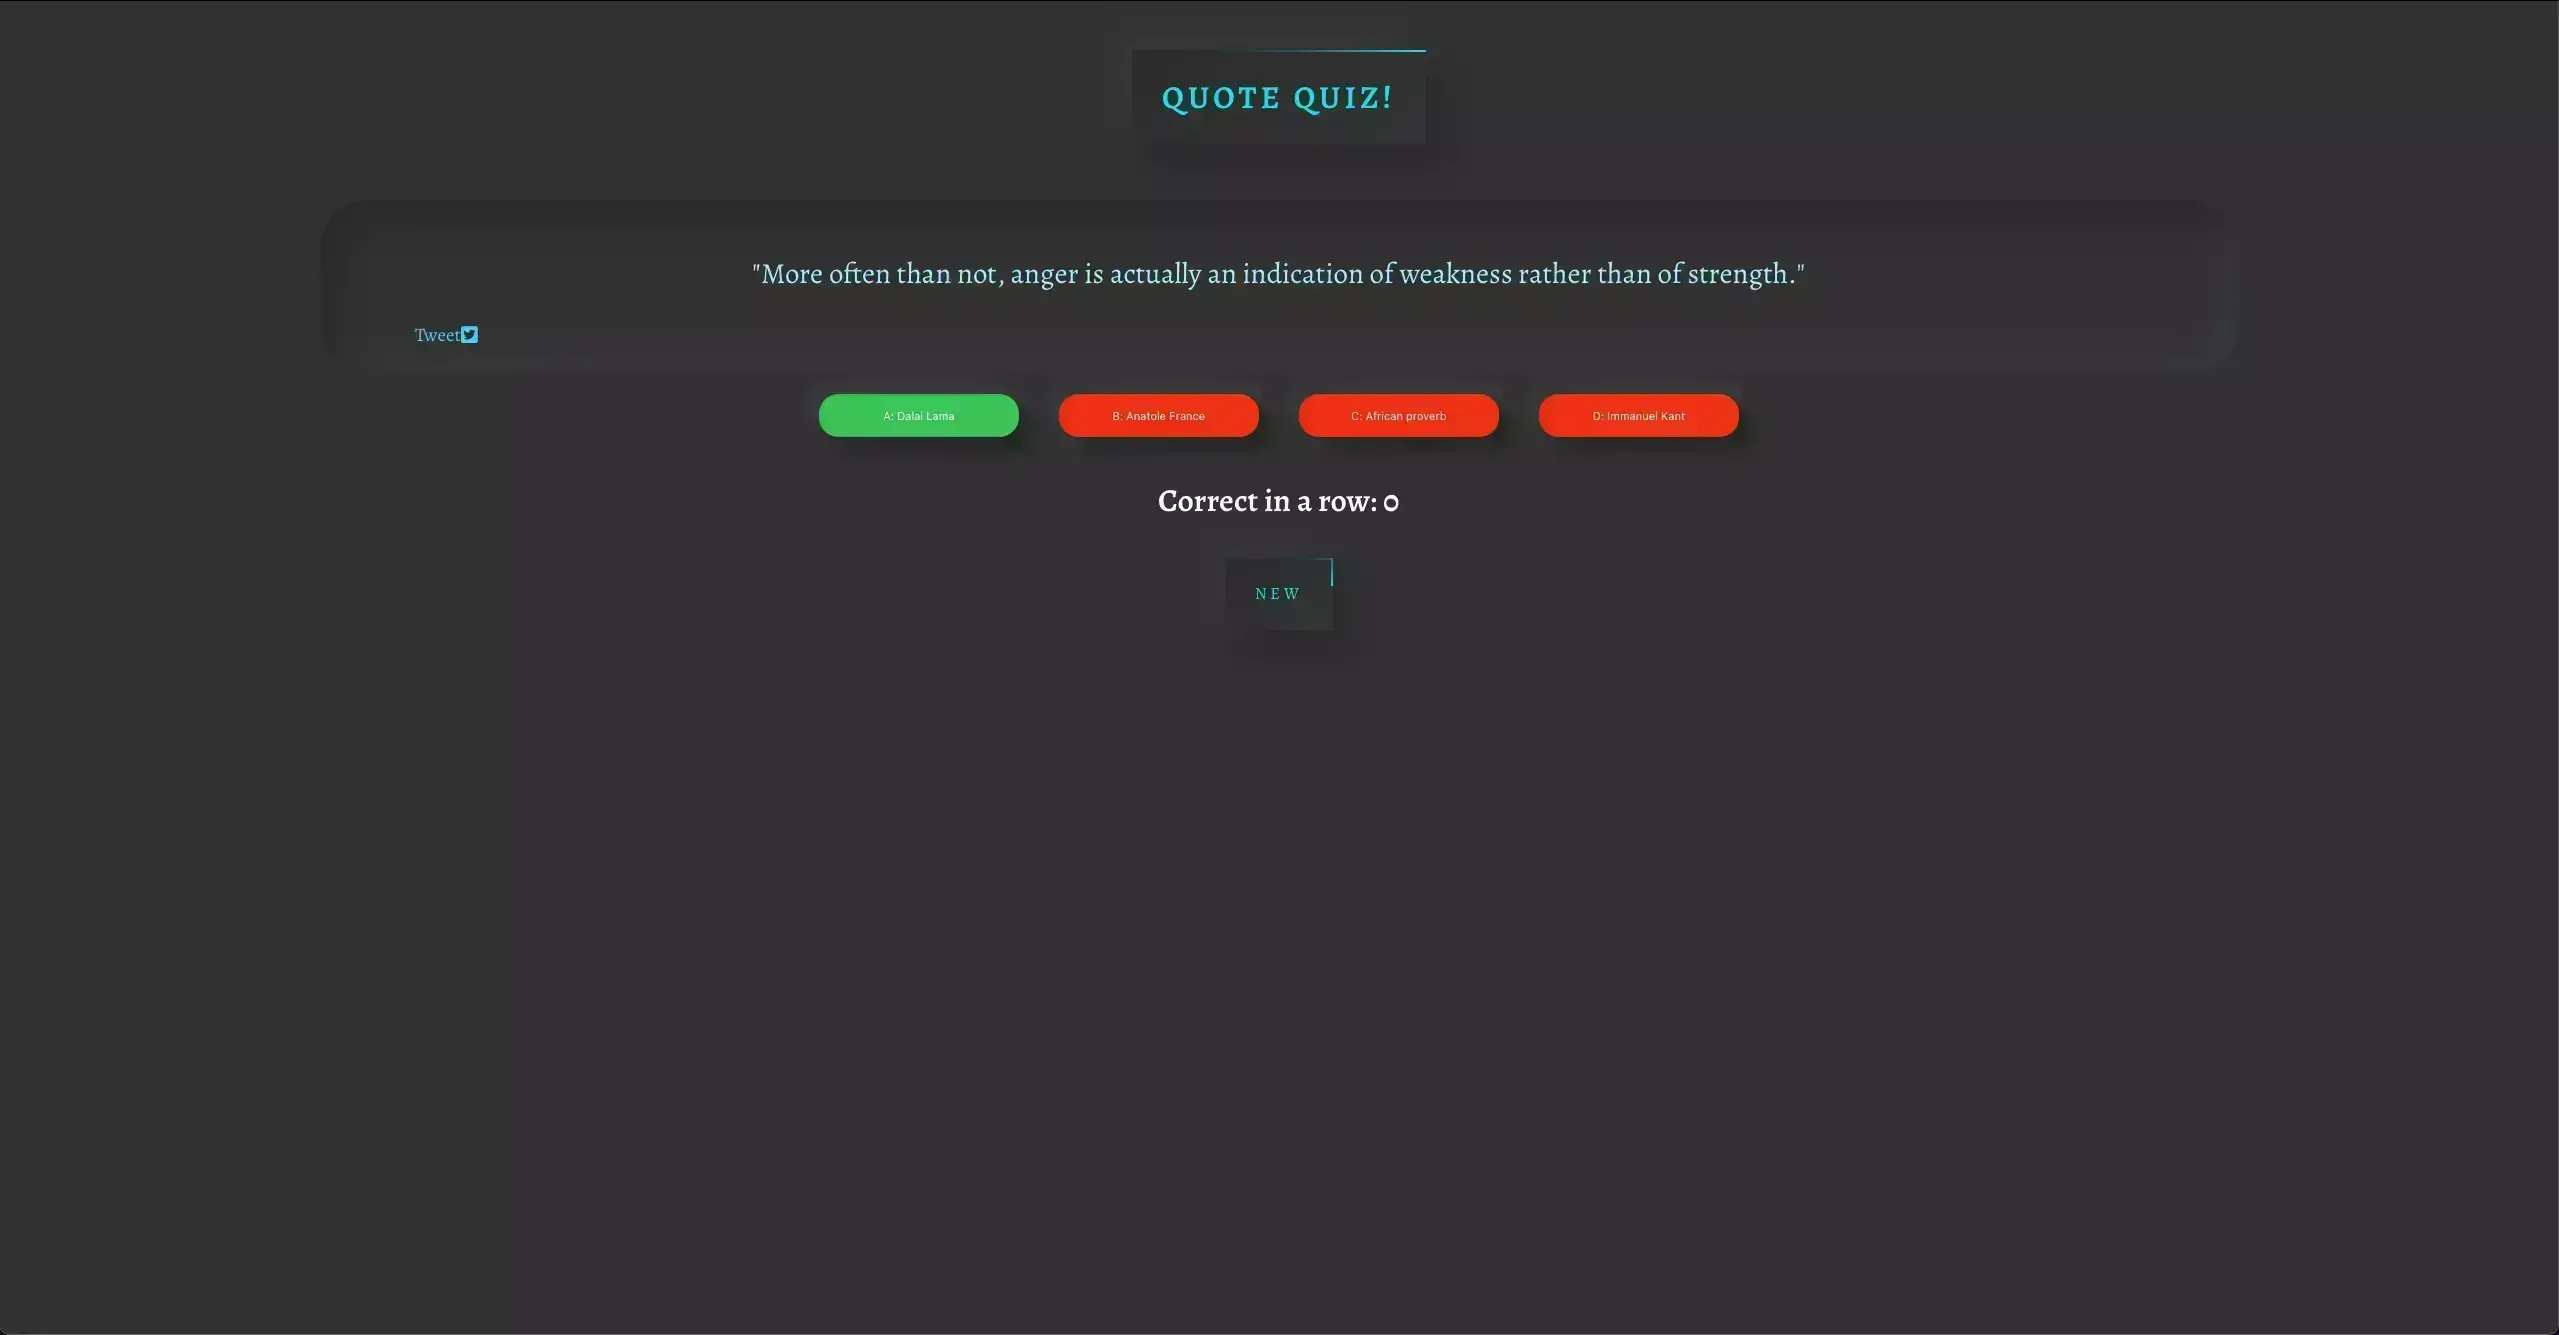 QUOTE QUIZ!
"More often than not, anger is actually an indication of weakness rather than of strength."
Tweet
A: Dalai Lama
B: Anatole France
C: African proverb
D: Immanuel Kant
Correct in a row: 0
NEW